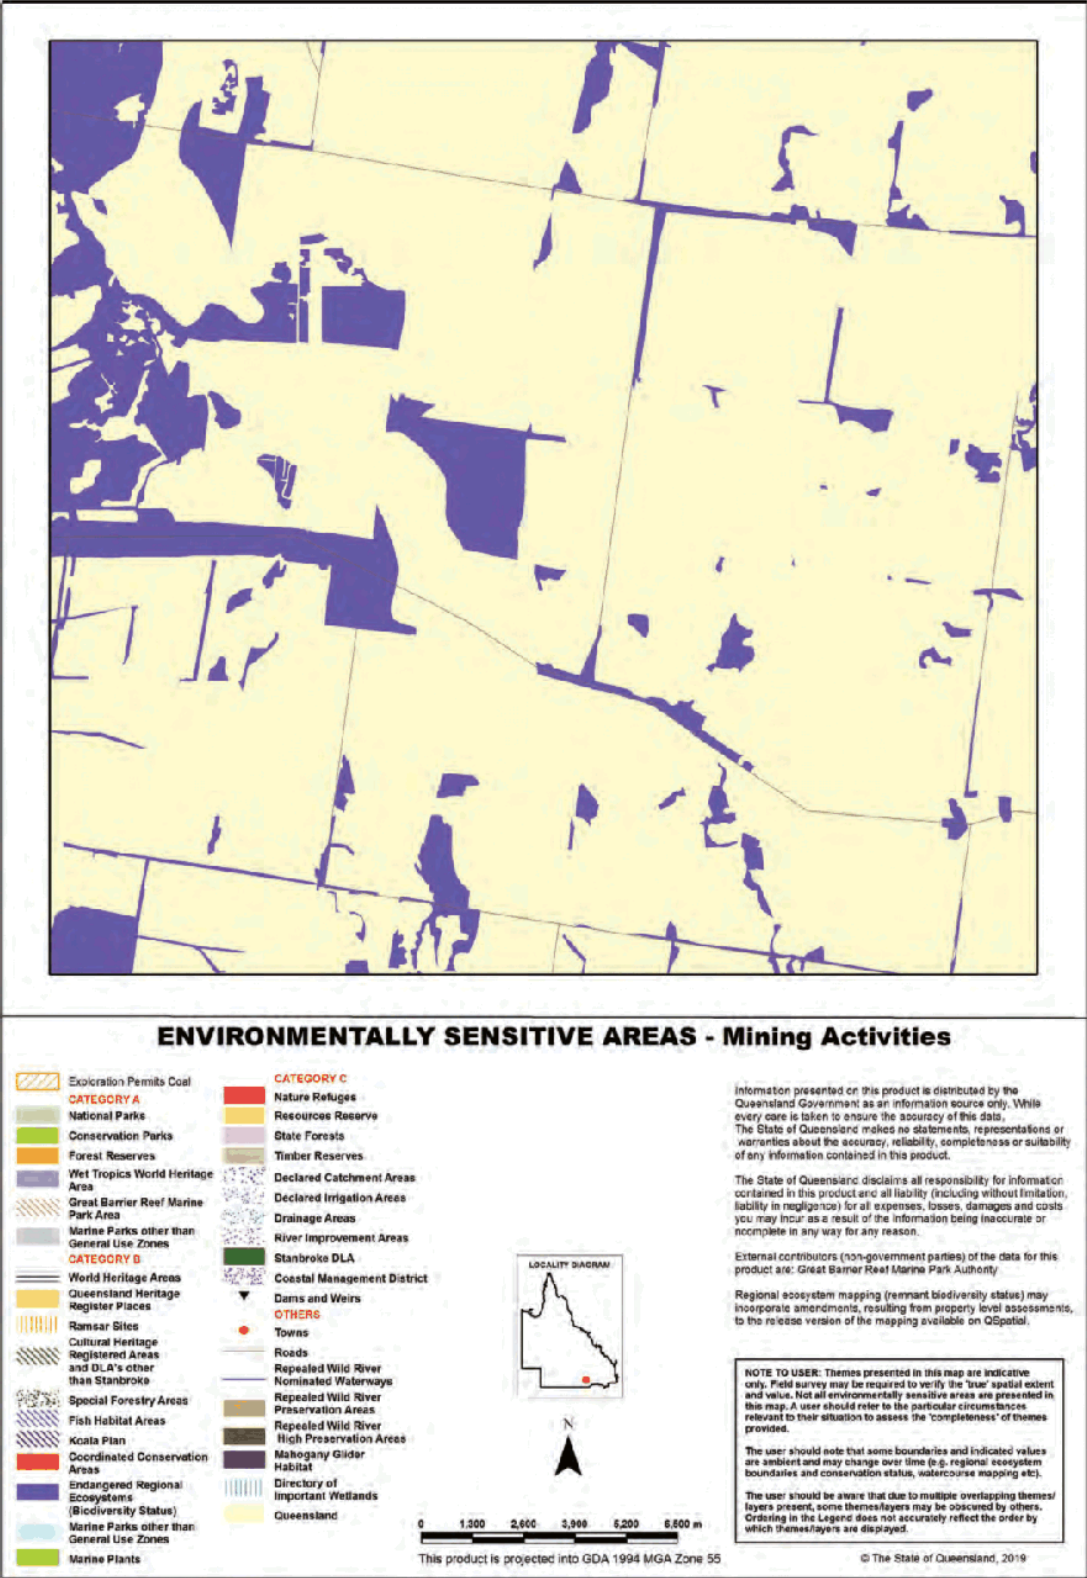 ENVIRONMENTALLY SENSITIVE AREAS - Mining Activities
Exploration Permits Coal
CATEGORY A
National Parks
Conservation Parks
Forest Reserves
Wet Tropics World Heritage
Area
Great Barrier Reef Marine
Park Area
Marine Parks other than
General Use Zones
CATEGORY B
World Heritage Areas
Queensland Heritage
Register Places
Ramsar Sites
Cultural Heritage
Registered Areas
and DLA's other
than Stanbroke
Special Forestry Areas
Fish Habitat Areas
Koala Plan
Coordinated Conservation
Areas
Endangered Regional
Ecosystems
(Biodiversity Status)
Marine Parks other than
General Use Zones
Marine Plants
CATEGORY C
Nature Refuges
Resources Reserve
State Forests
Timber Reserves
Declared Catchment Areas
Declared Irrigation Areas
Drainage Areas
River Improvement Areas
Stanbroke DLA
Coastal Management District
Dams and Weirs
OTHERS
Towns
Roads
Repealed Wild River
Nominated Waterways
Repealed Wild River
Preservation Areas
Repealed Wild River
High Preservation Areas
Mahogany Glider
Habitat
Directory of
Important Wetlands
Queensland
LOCALITY DIAGRAM
N
0 1,300 2,600 3,900 5,200 6,500 m
This product is projected into GDA 1994 MGA Zone 55
Information presented on this product is distributed by the
Queensland Government as an information source only. While
every care is taken to ensure the accuracy of this data,
The State of Queensland makes no statements, representations or
warranties about the accuracy, reliability, completeness or suitability
of any information contained in this product.
The State of Queensland disclaims all responsibility for information
contained in this product and all liability (including without limitation,
liability in negligence) for all expenses, losses, damages and costs
you may incur as a result of the information being inaccurate or
ncomplete in any way for any reason.
External contributors (non-government parties) of the data for this
product are: Great Barrier Reef Marine Park Authority
Regional ecosystem mapping (remnant biodiversity status) may
incorporate amendments, resulting from property level assessments,
to the release version of the mapping available on QSpatial.
NOTE TO USER: Themes presented in this map are indicative
only. Field survey may be required to verify the 'true' spatial extent
and value. Not all environmentally sensitive areas are presented in
this map. A user should refer to the particular circumstances
relevant to their situation to assess the 'completeness' of themes
provided.
The user should note that some boundaries and indicated values
are ambient and may change over time (e.g. regional ecosystem
boundaries and conservation status, watercourse mapping etc).
The user should be aware that due to multiple overlapping themes/
layers present, some themes/layers may be obscured by others.
Ordering in the Legend does not accurately reflect the order by
which themes/layers are displayed.
© The State of Queensland, 2019